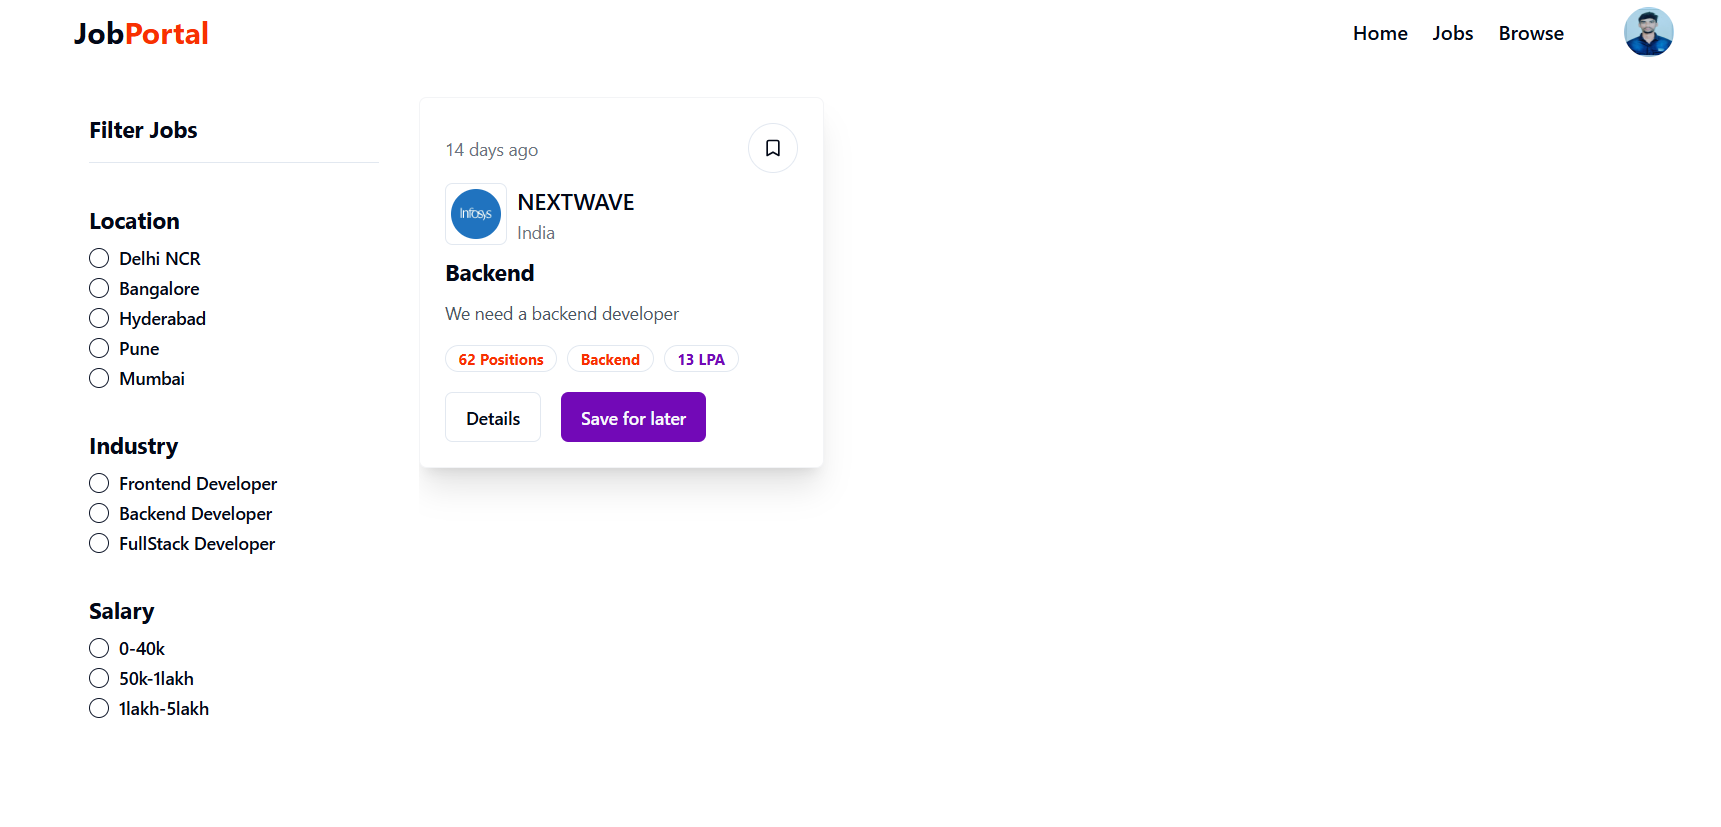 JobPortal
Home Jobs Browse
Filter Jobs
Location
Delhi NCR
Bangalore
Hyderabad
Pune
Mumbai
Industry
Frontend Developer
Backend Developer
FullStack Developer
Salary
0-40k
50k-1lakh
1lakh-5lakh
14 days ago
Infosys
NEXTWAVE
India
Backend
We need a backend developer
62 Positions Backend 13 LPA
Details Save for later